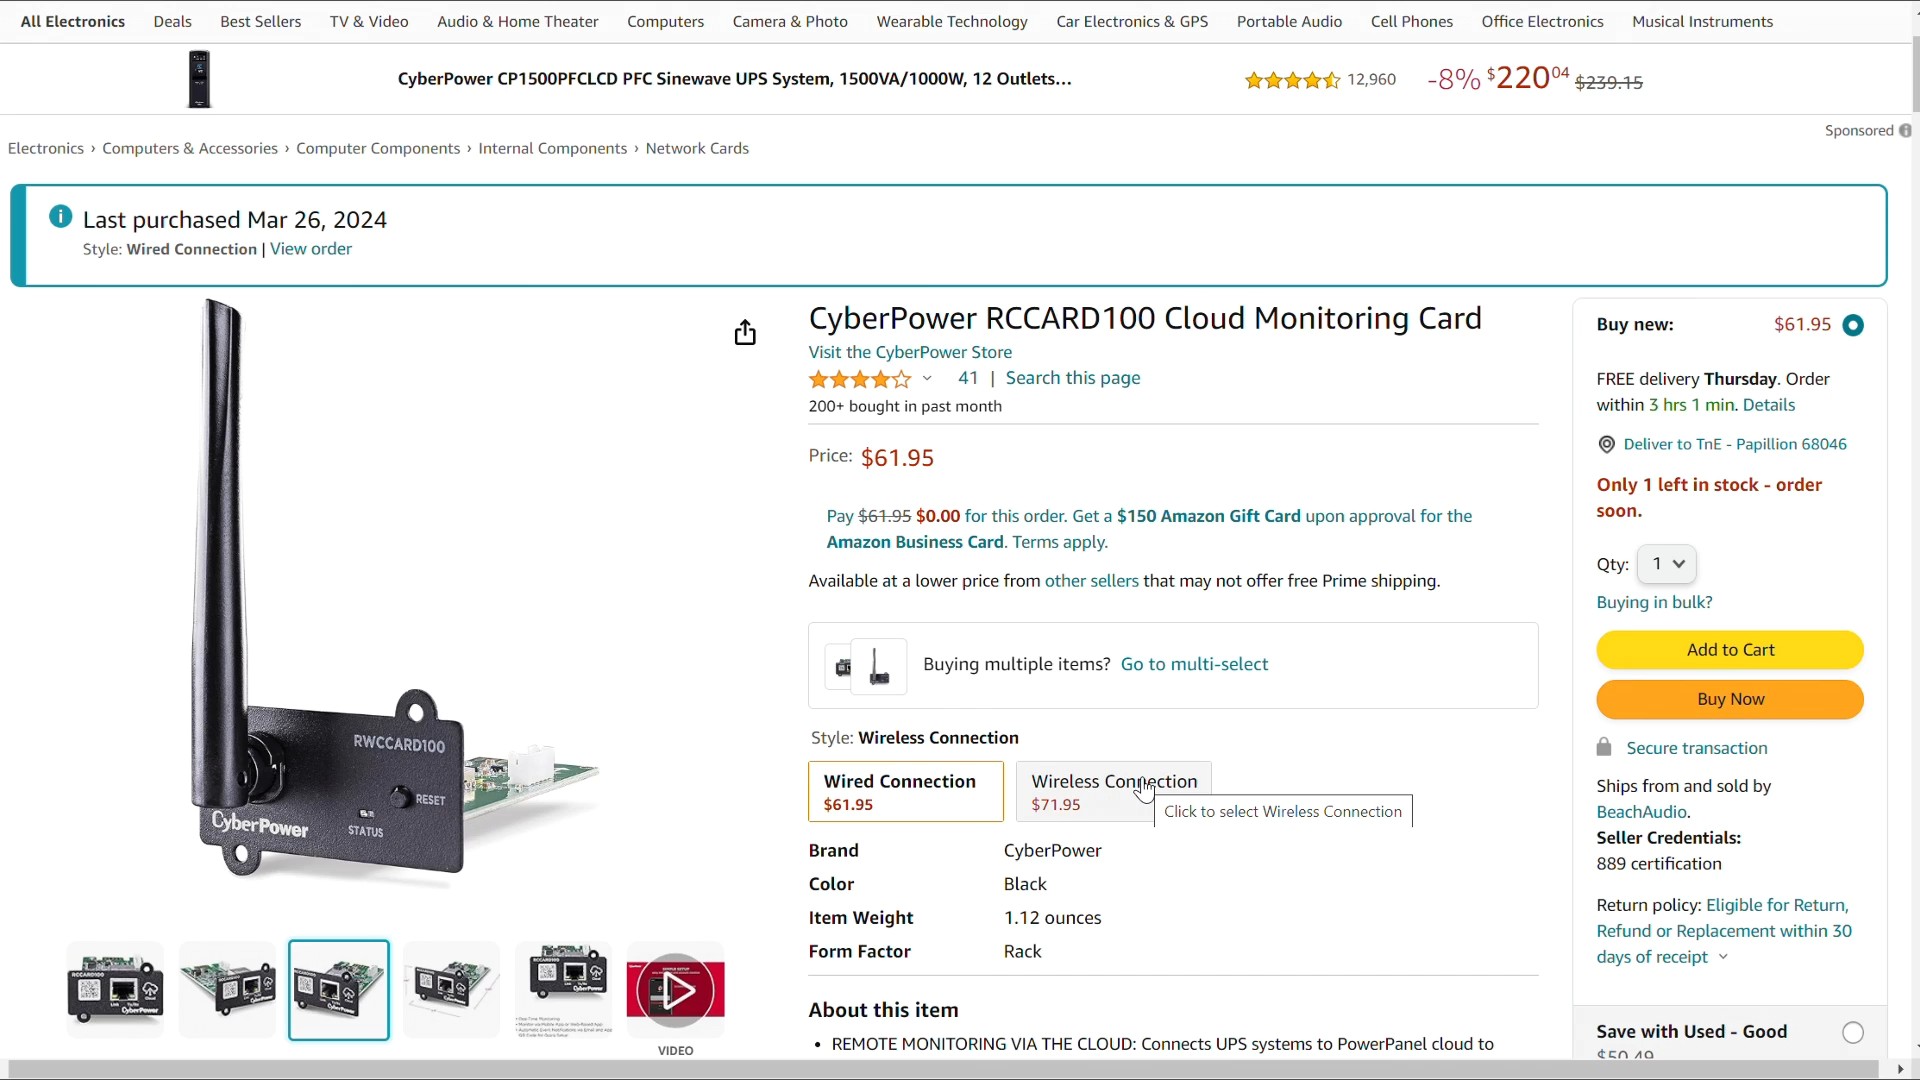 All Electronics Deals Best Sellers TV & Video Audio & Home Theater Computers Camera & Photo Wearable Technology Car Electronics & GPS Portable Audio Cell Phones Office Electronics Musical Instruments
CyberPower CP1500PFCLCD PFC Sinewave UPS System, 1500VA/1000W, 12 Outlets... 12,960 -8% $22004 $239.15
Sponsored
Electronics › Computers & Accessories › Computer Components › Internal Components › Network Cards
Last purchased Mar 26, 2024
Style: Wired Connection | View order
RWCCARD100
RESET
CyberPower
STATUS
VIDEO
CyberPower RCCARD100 Cloud Monitoring Card
Visit the CyberPower Store
41 | Search this page
200+ bought in past month
Price: $61.95
Pay $61.95 $0.00 for this order. Get a $150 Amazon Gift Card upon approval for the
Amazon Business Card. Terms apply.
Available at a lower price from other sellers that may not offer free Prime shipping.
Buying multiple items? Go to multi-select
Style: Wireless Connection
Wired Connection
$61.95
Wireless Connection
$71.95
Click to select Wireless Connection
Brand CyberPower
Color Black
Item Weight 1.12 ounces
Form Factor Rack
About this item
• REMOTE MONITORING VIA THE CLOUD: Connects UPS systems to PowerPanel cloud to
Buy new: $61.95
FREE delivery Thursday. Order
within 3 hrs 1 min. Details
Deliver to TnE - Papillion 68046
Only 1 left in stock - order
soon.
Qty: 1
Buying in bulk?
Add to Cart
Buy Now
Secure transaction
Ships from and sold by
BeachAudio.
Seller Credentials:
889 certification
Return policy: Eligible for Return,
Refund or Replacement within 30
days of receipt
Save with Used - Good
$50.49